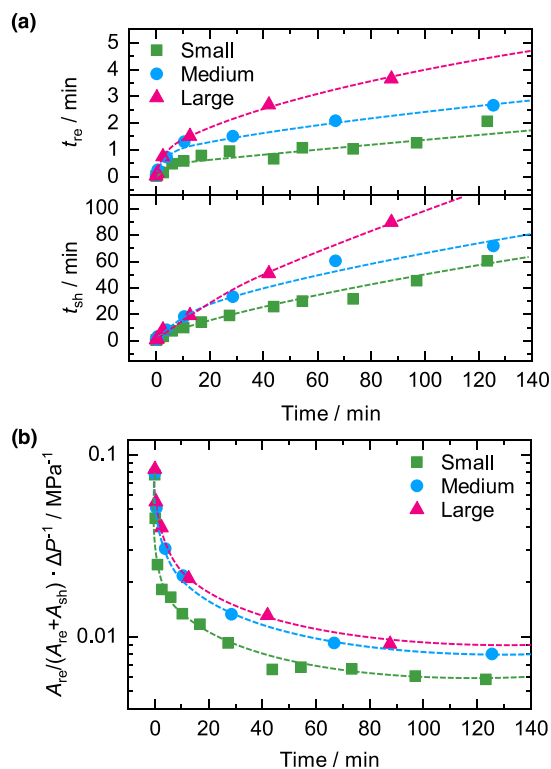 (a)
Small
Medium
Large
5
4
3
2
1
0
t_re / min
100
80
60
40
20
0
t_sh / min
0 20 40 60 80 100 120 140
Time / min
(b)
Small
Medium
Large
0.1
0.01
A_re/(A_re+A_sh) · ΔP⁻¹ / MPa⁻¹
0 20 40 60 80 100 120 140
Time / min